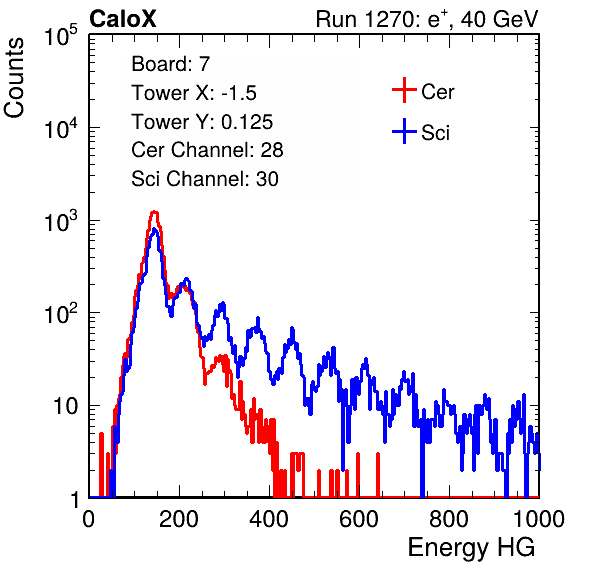 CaloX Run 1270: e⁺, 40 GeV
Counts
10⁵
10⁴
10³
10²
10
1
Board: 7
Tower X: -1.5
Tower Y: 0.125
Cer Channel: 28
Sci Channel: 30
Cer
Sci
0 200 400 600 800 1000
Energy HG